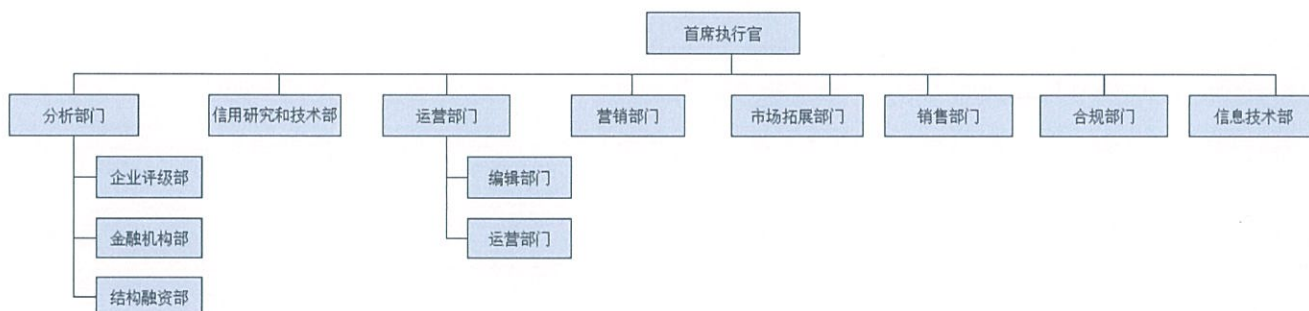 首席执行官
分析部门
信用研究和技术部
运营部门
营销部门
市场拓展部门
销售部门
合规部门
信息技术部
企业评级部
编辑部门
金融机构部
运营部门
结构融资部